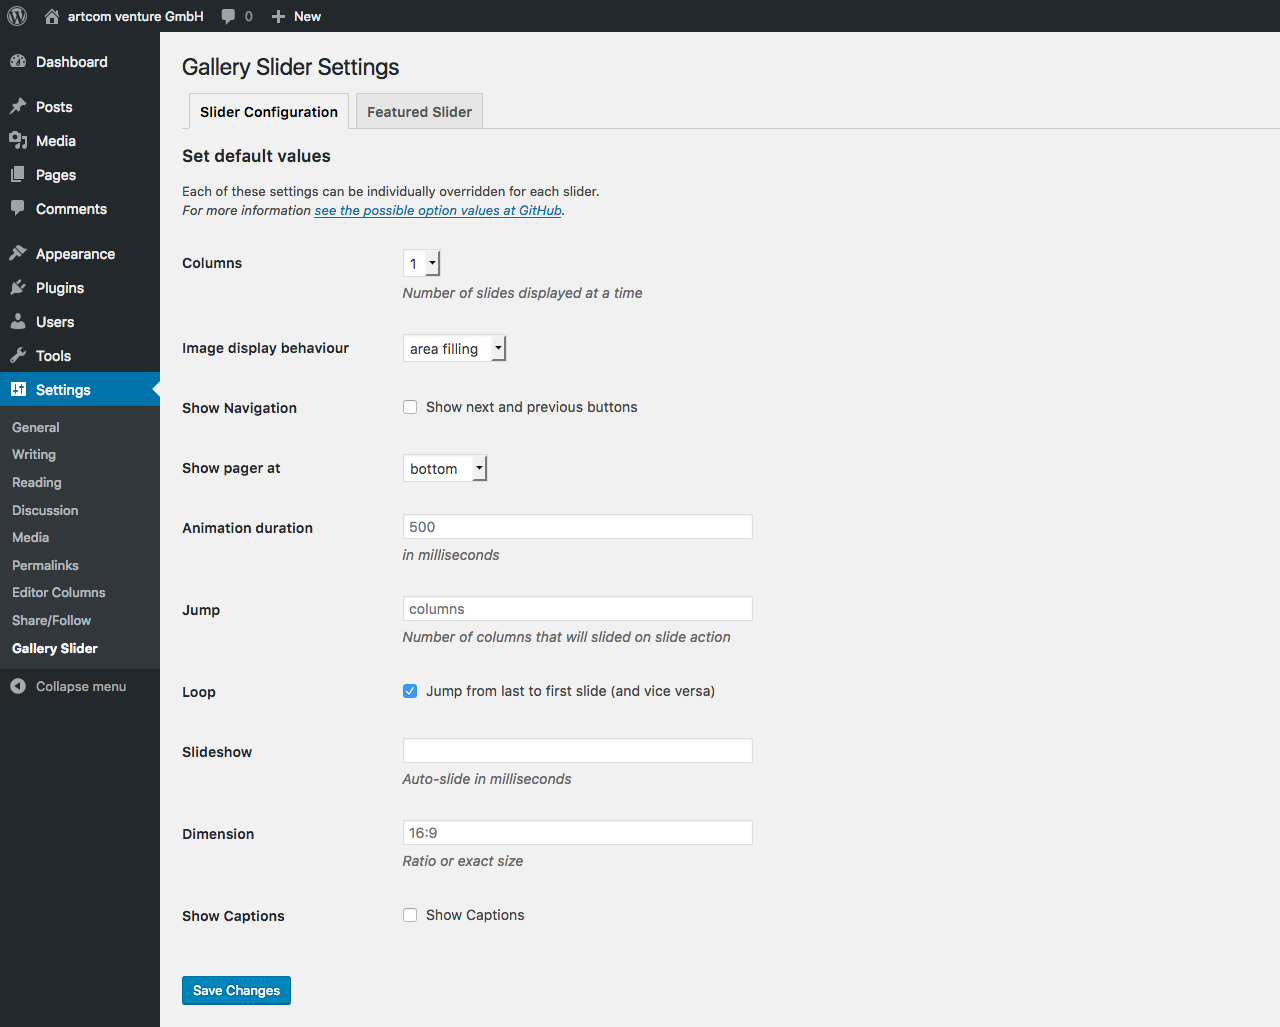 artcom venture GmbH 0 New
Dashboard
Posts
Media
Pages
Comments
Appearance
Plugins
Users
Tools
Settings
General
Writing
Reading
Discussion
Media
Permalinks
Editor Columns
Share/Follow
Gallery Slider
Collapse menu
Gallery Slider Settings
Slider Configuration Featured Slider
Set default values
Each of these settings can be individually overridden for each slider.
For more information see the possible option values at GitHub.
Columns 1
Number of slides displayed at a time
Image display behaviour area filling
Show Navigation Show next and previous buttons
Show pager at bottom
Animation duration 500
in milliseconds
Jump columns
Number of columns that will slided on slide action
Loop Jump from last to first slide (and vice versa)
Slideshow
Auto-slide in milliseconds
Dimension 16:9
Ratio or exact size
Show Captions Show Captions
Save Changes